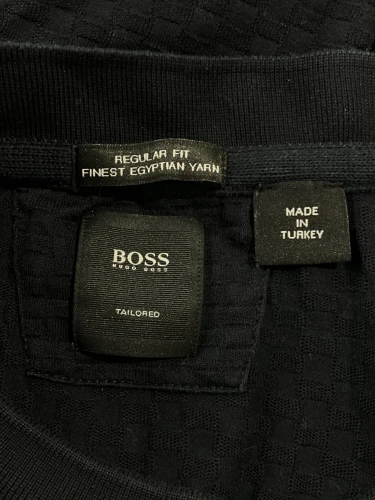 REGULAR FIT
FINEST EGYPTIAN YARN
MADE IN
TURKEY
BOSS
HUGO BOSS
TAILORED